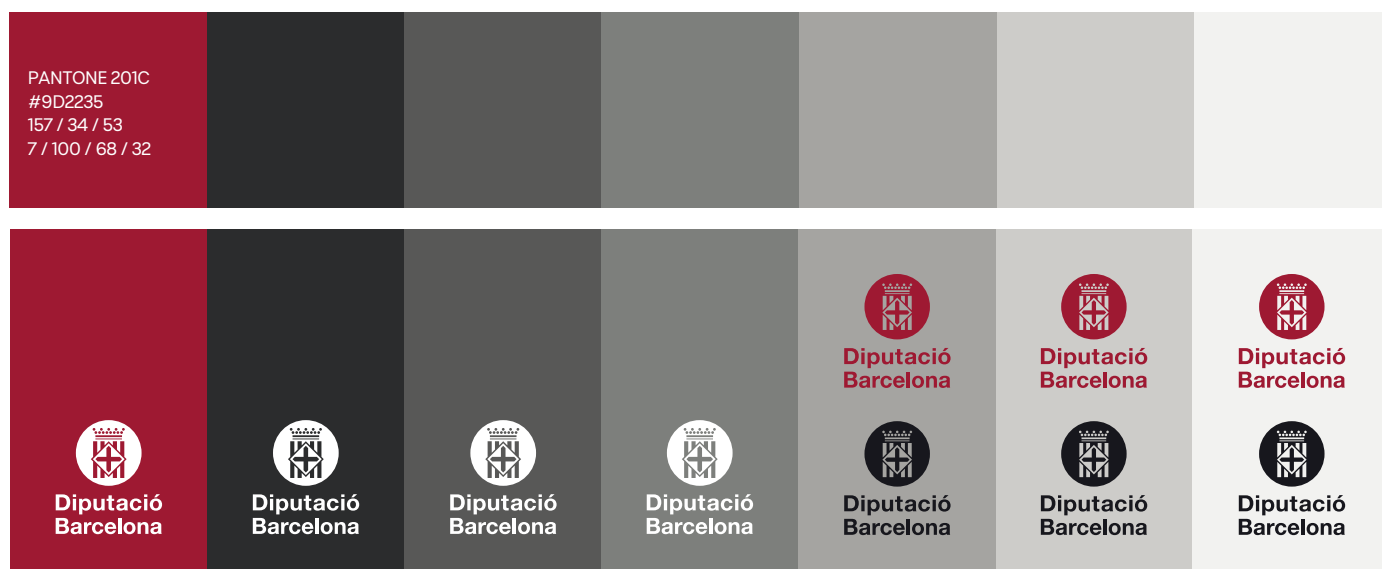 PANTONE 201C
#9D2235
157 / 34 / 53
7 / 100 / 68 / 32
Diputació
Barcelona
Diputació
Barcelona
Diputació
Barcelona
Diputació
Barcelona
Diputació
Barcelona
Diputació
Barcelona
Diputació
Barcelona
Diputació
Barcelona
Diputació
Barcelona
Diputació
Barcelona